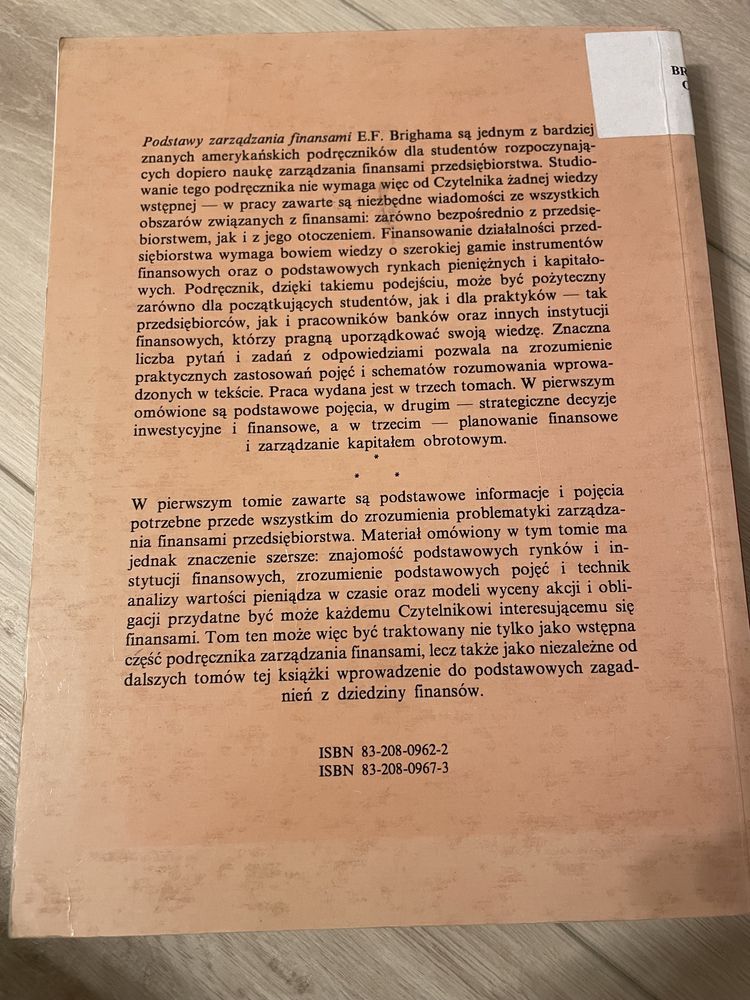 BR
Podstawy zarządzania finansami E.F. Brighama są jednym z bardziej
znanych amerykańskich podręczników dla studentów rozpoczynają-
cych dopiero naukę zarządzania finansami przedsiębiorstwa. Studio-
wanie tego podręcznika nie wymaga więc od Czytelnika żadnej wiedzy
wstępnej — w pracy zawarte są niezbędne wiadomości ze wszystkich
obszarów związanych z finansami: zarówno bezpośrednio z przedsię-
biorstwem, jak i z jego otoczeniem. Finansowanie działalności przed-
siębiorstwa wymaga bowiem wiedzy o szerokiej gamie instrumentów
finansowych oraz o podstawowych rynkach pieniężnych i kapitało-
wych. Podręcznik, dzięki takiemu podejściu, może być pożyteczny
zarówno dla początkujących studentów, jak i dla praktyków — tak
przedsiębiorców, jak i pracowników banków oraz innych instytucji
finansowych, którzy pragną uporządkować swoją wiedzę. Znaczna
liczba pytań i zadań z odpowiedziami pozwala na zrozumienie
praktycznych zastosowań pojęć i schematów rozumowania wprowa-
dzonych w tekście. Praca wydana jest w trzech tomach. W pierwszym
omówione są podstawowe pojęcia, w drugim — strategiczne decyzje
inwestycyjne i finansowe, a w trzecim — planowanie finansowe
i zarządzanie kapitałem obrotowym.
*
* *
W pierwszym tomie zawarte są podstawowe informacje i pojęcia
potrzebne przede wszystkim do zrozumienia problematyki zarządza-
nia finansami przedsiębiorstwa. Materiał omówiony w tym tomie ma
jednak znaczenie szersze: znajomość podstawowych rynków i in-
stytucji finansowych, zrozumienie podstawowych pojęć i technik
analizy wartości pieniądza w czasie oraz modeli wyceny akcji i obli-
gacji przydatne być może każdemu Czytelnikowi interesującemu się
finansami. Tom ten może więc być traktowany nie tylko jako wstępna
część podręcznika zarządzania finansami, lecz także jako niezależne od
dalszych tomów tej książki wprowadzenie do podstawowych zagad-
nień z dziedziny finansów.
ISBN 83-208-0962-2
ISBN 83-208-0967-3